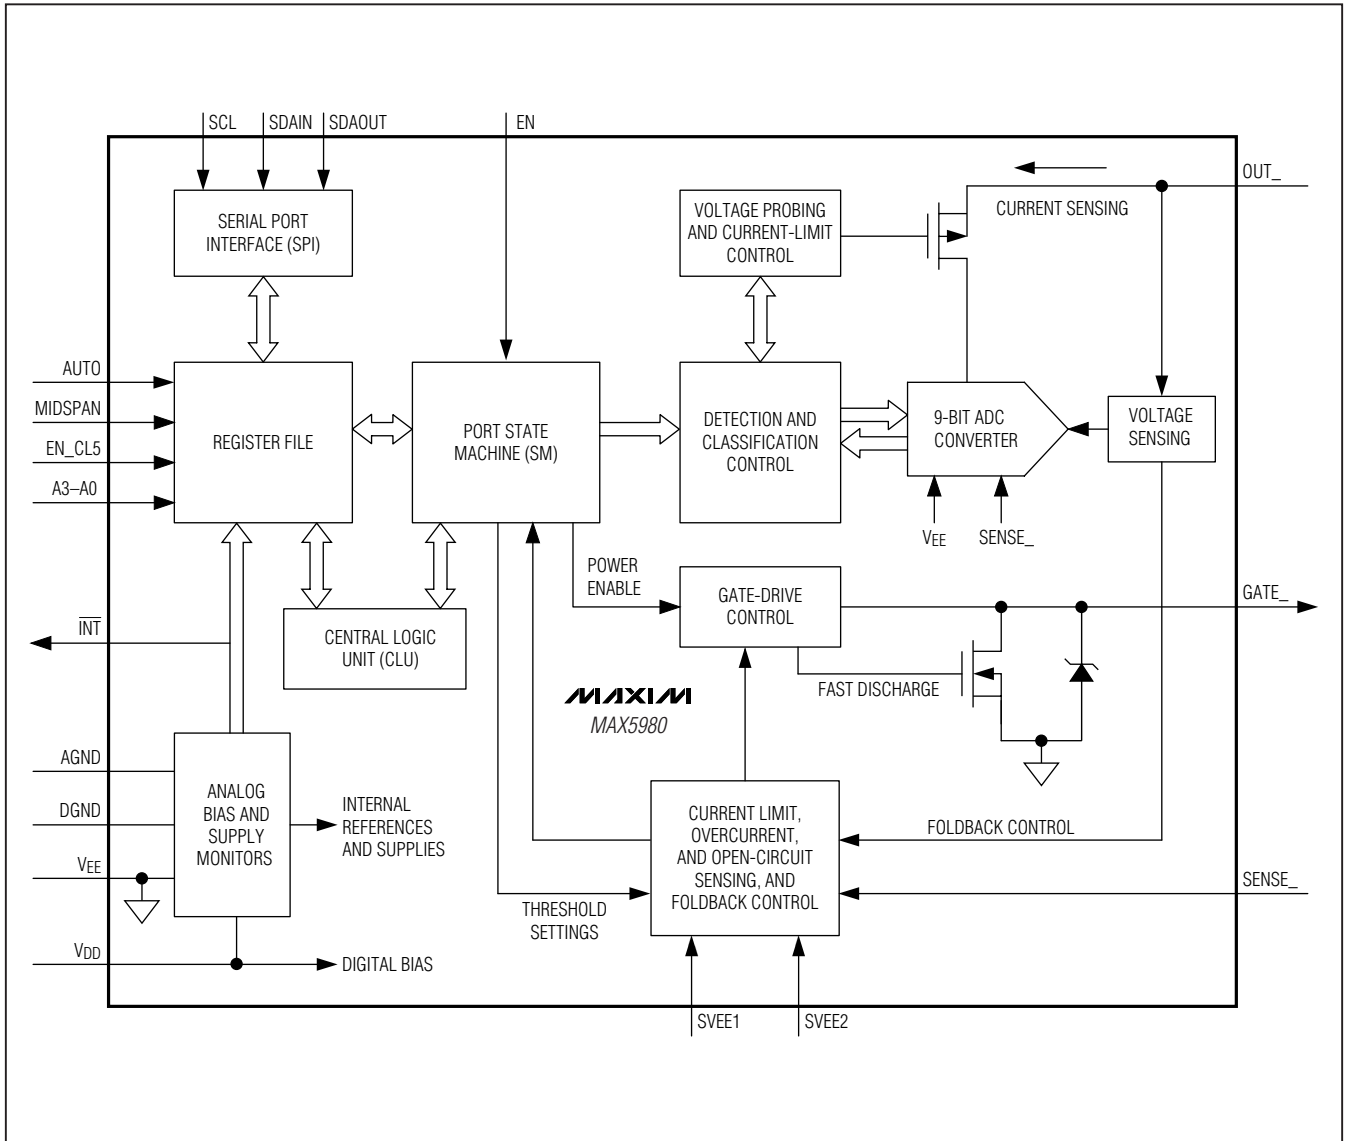 SCL
SDAIN
SDAOUT
EN
SERIAL PORT
INTERFACE (SPI)
VOLTAGE PROBING
AND CURRENT-LIMIT
CONTROL
CURRENT SENSING
OUT_
AUTO
MIDSPAN
EN_CL5
A3–A0
REGISTER FILE
PORT STATE
MACHINE (SM)
DETECTION AND
CLASSIFICATION
CONTROL
9-BIT ADC
CONVERTER
VOLTAGE
SENSING
VEE
SENSE_
POWER
ENABLE
GATE-DRIVE
CONTROL
GATE_
INT
CENTRAL LOGIC
UNIT (CLU)
FAST DISCHARGE
MAXIM
MAX5980
AGND
DGND
VEE
VDD
ANALOG
BIAS AND
SUPPLY
MONITORS
INTERNAL
REFERENCES
AND SUPPLIES
DIGITAL BIAS
THRESHOLD
SETTINGS
CURRENT LIMIT,
OVERCURRENT,
AND OPEN-CIRCUIT
SENSING, AND
FOLDBACK CONTROL
FOLDBACK CONTROL
SENSE_
SVEE1
SVEE2